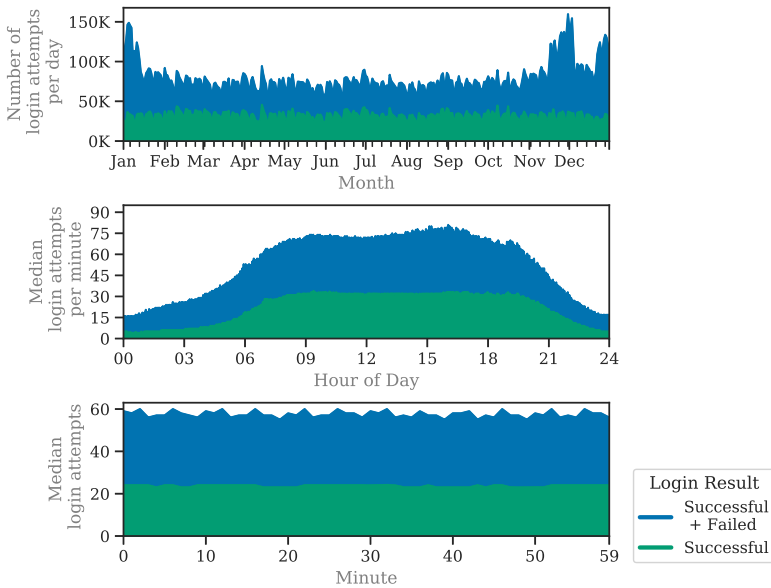 Number of
login attempts
per day
150K
100K
50K
0K
Jan Feb Mar Apr May Jun Jul Aug Sep Oct Nov Dec
Month
Median
login attempts
per minute
90
75
60
45
30
15
0
00 03 06 09 12 15 18 21 24
Hour of Day
Median
login attempts
60
40
20
0
0 10 20 30 40 50 59
Minute
Login Result
Successful
+ Failed
Successful